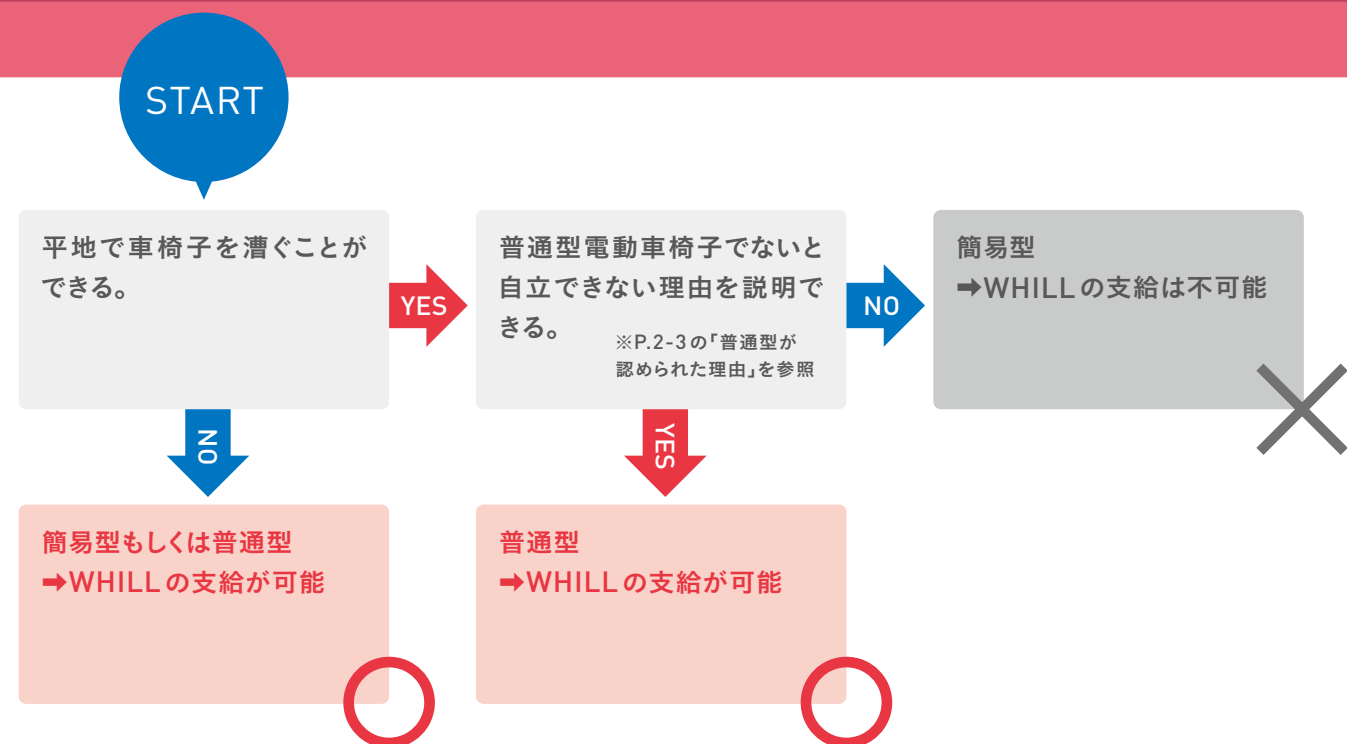 START
平地で車椅子を漕ぐことが
できる。
YES
普通型電動車椅子でないと
自立できない理由を説明で
きる。
※P.2-3の「普通型が
認められた理由」を参照
NO
簡易型
➡WHILLの支給は不可能
NO
YES
簡易型もしくは普通型
➡WHILLの支給が可能
普通型
➡WHILLの支給が可能